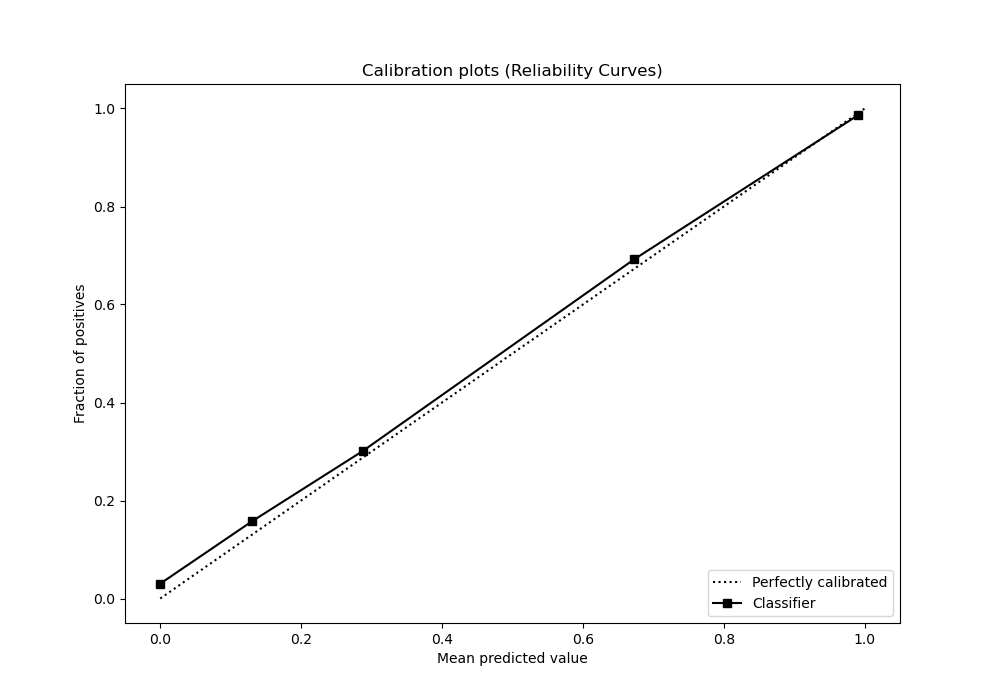 Calibration plots (Reliability Curves)
1.0
0.8
0.6
0.4
0.2
0.0
Fraction of positives
0.0 0.2 0.4 0.6 0.8 1.0
Mean predicted value
Perfectly calibrated
Classifier